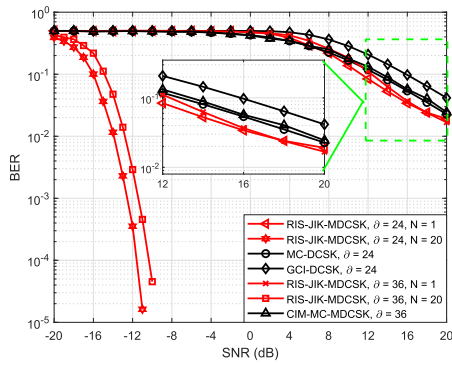 10^0
10^-1
10^-2
10^-3
10^-4
10^-5
BER
-20 -16 -12 -8 -4 0 4 8 12 16 20
SNR (dB)
10^-1
10^-2
12 16 20
RIS-JIK-MDCSK, ∂ = 24, N = 1
RIS-JIK-MDCSK, ∂ = 24, N = 20
MC-DCSK, ∂ = 24
GCI-DCSK, ∂ = 24
RIS-JIK-MDCSK, ∂ = 36, N = 1
RIS-JIK-MDCSK, ∂ = 36, N = 20
CIM-MC-MDCSK, ∂ = 36